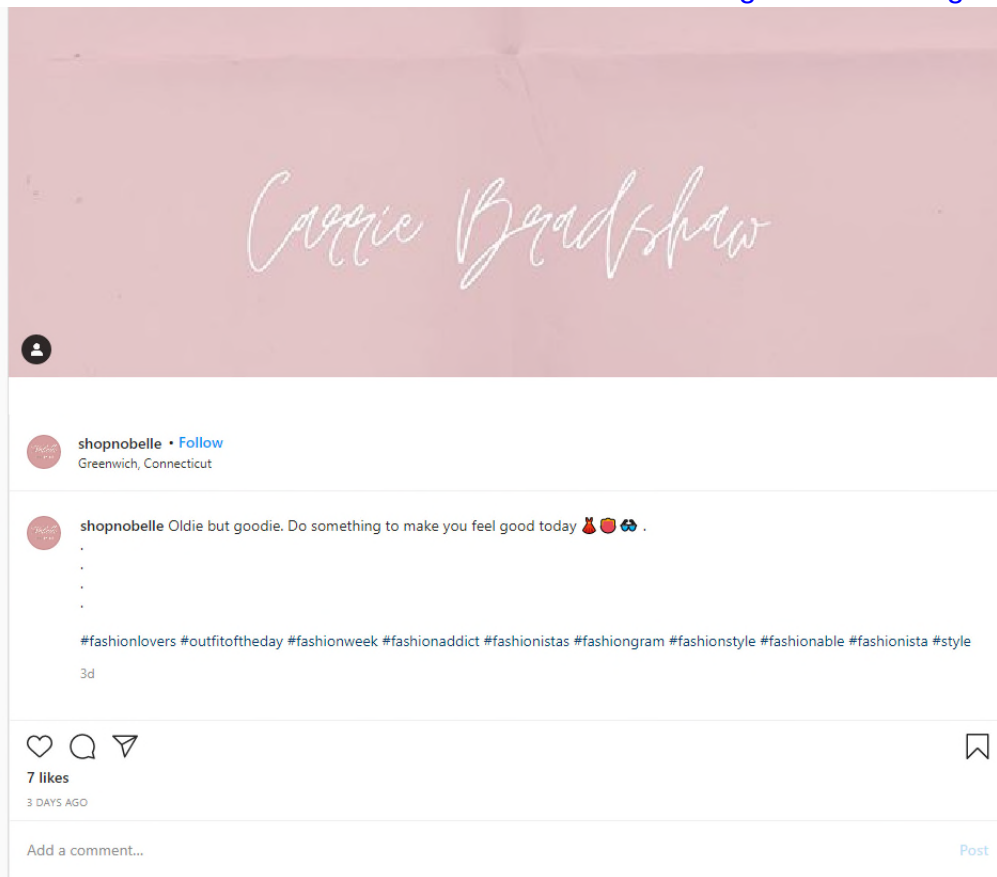 Carrie Bradshaw
shopnobelle • Follow
Greenwich, Connecticut
shopnobelle Oldie but goodie. Do something to make you feel good today 👗👛🕶 .
.
.
.
.
#fashionlovers #outfitoftheday #fashionweek #fashionaddict #fashionistas #fashiongram #fashionstyle #fashionable #fashionista #style
3d
7 likes
3 DAYS AGO
Add a comment... Post